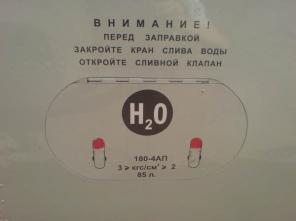 ВНИМАНИЕ!
ПЕРЕД ЗАПРАВКОЙ
ЗАКРОЙТЕ КРАН СЛИВА ВОДЫ
ОТКРОЙТЕ СЛИВНОЙ КЛАПАН
H₂O
180-4АП
3 ⩾ кгс/см² ⩾ 2
85 л.